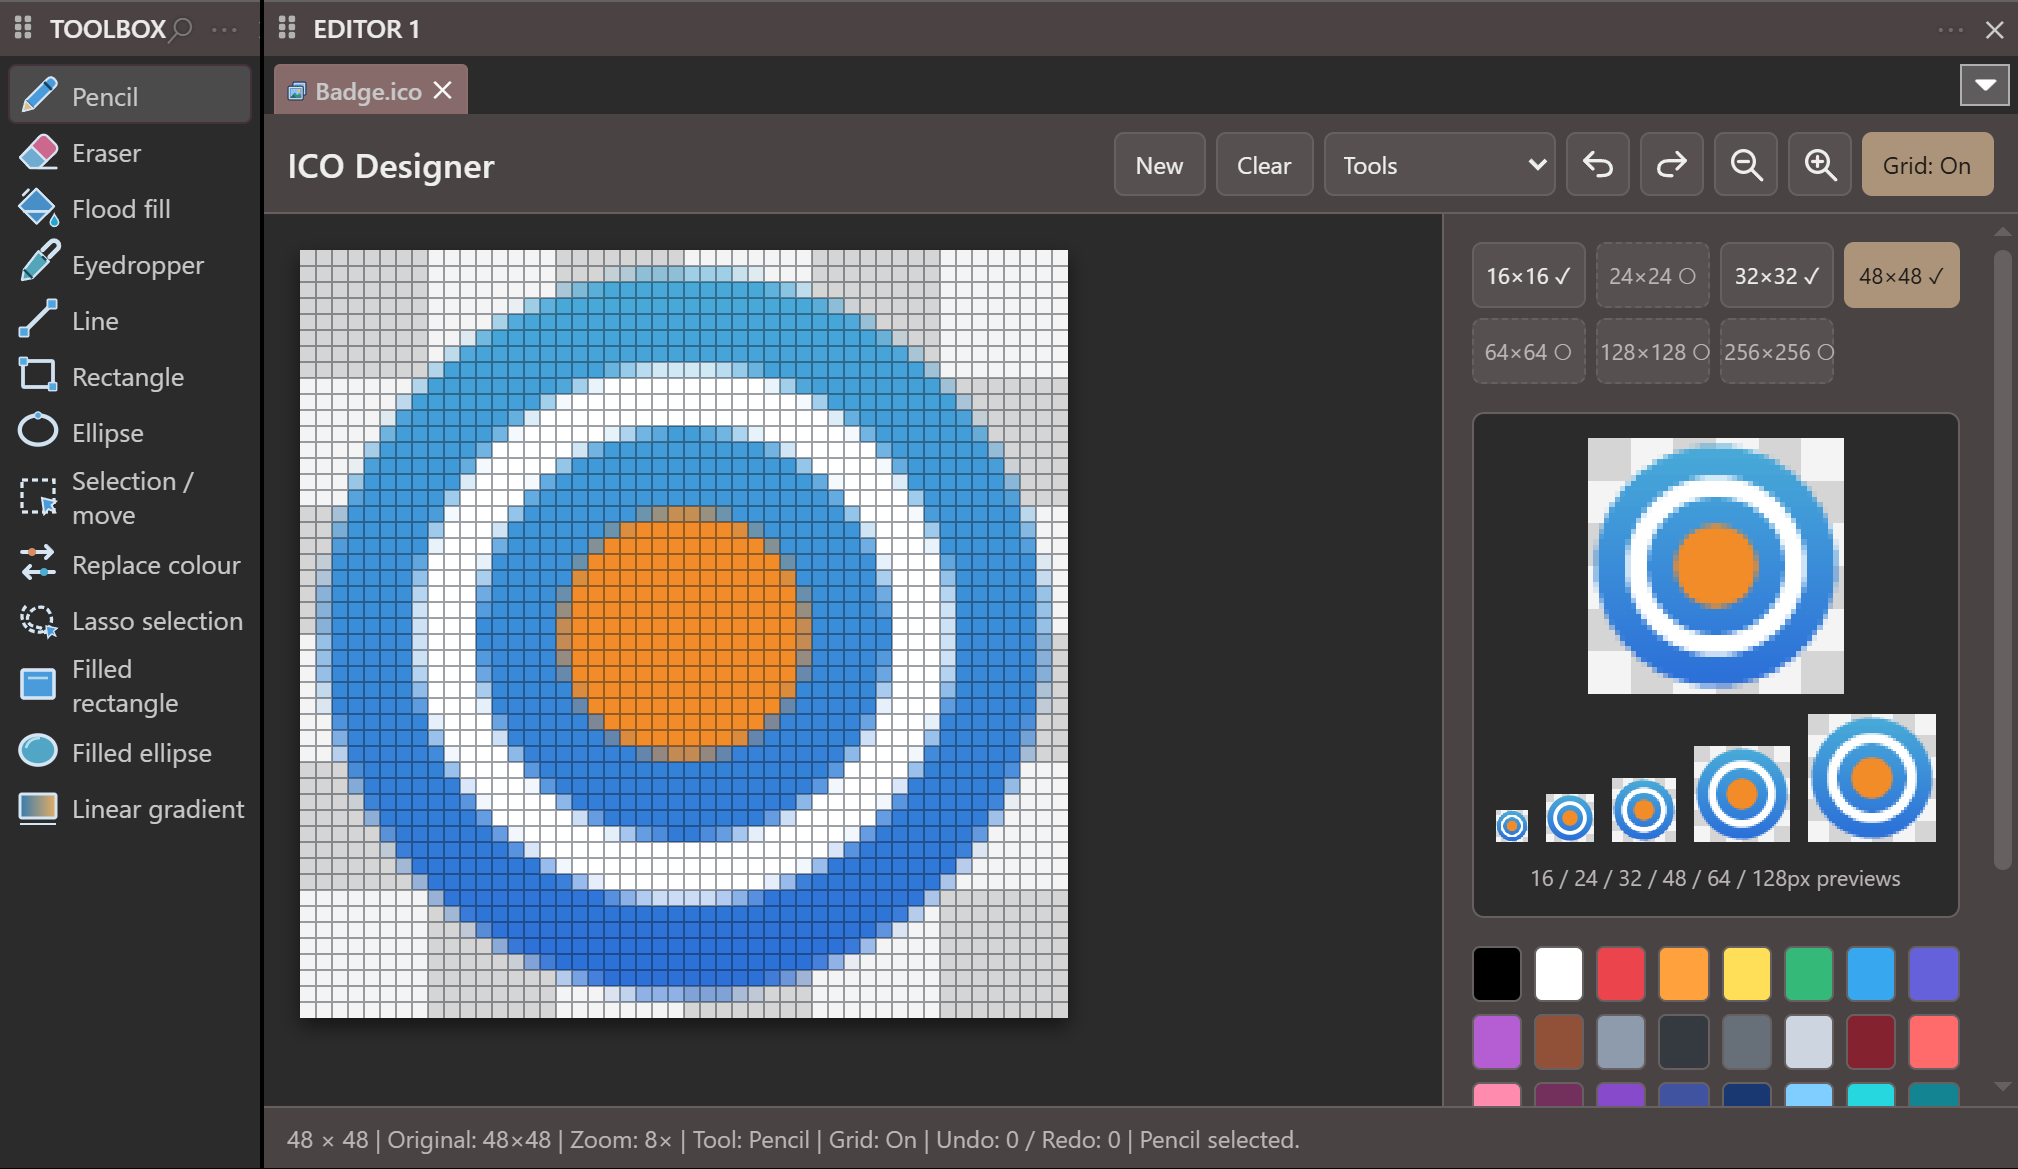 TOOLBOX
EDITOR 1
Badge.ico
ICO Designer
New
Clear
Tools
Grid: On
Pencil
Eraser
Flood fill
Eyedropper
Line
Rectangle
Ellipse
Selection /
move
Replace colour
Lasso selection
Filled
rectangle
Filled ellipse
Linear gradient
16×16 ✓
24×24 ○
32×32 ✓
48×48 ✓
64×64 ○
128×128 ○
256×256 ○
16 / 24 / 32 / 48 / 64 / 128px previews
48 × 48 | Original: 48×48 | Zoom: 8× | Tool: Pencil | Grid: On | Undo: 0 / Redo: 0 | Pencil selected.